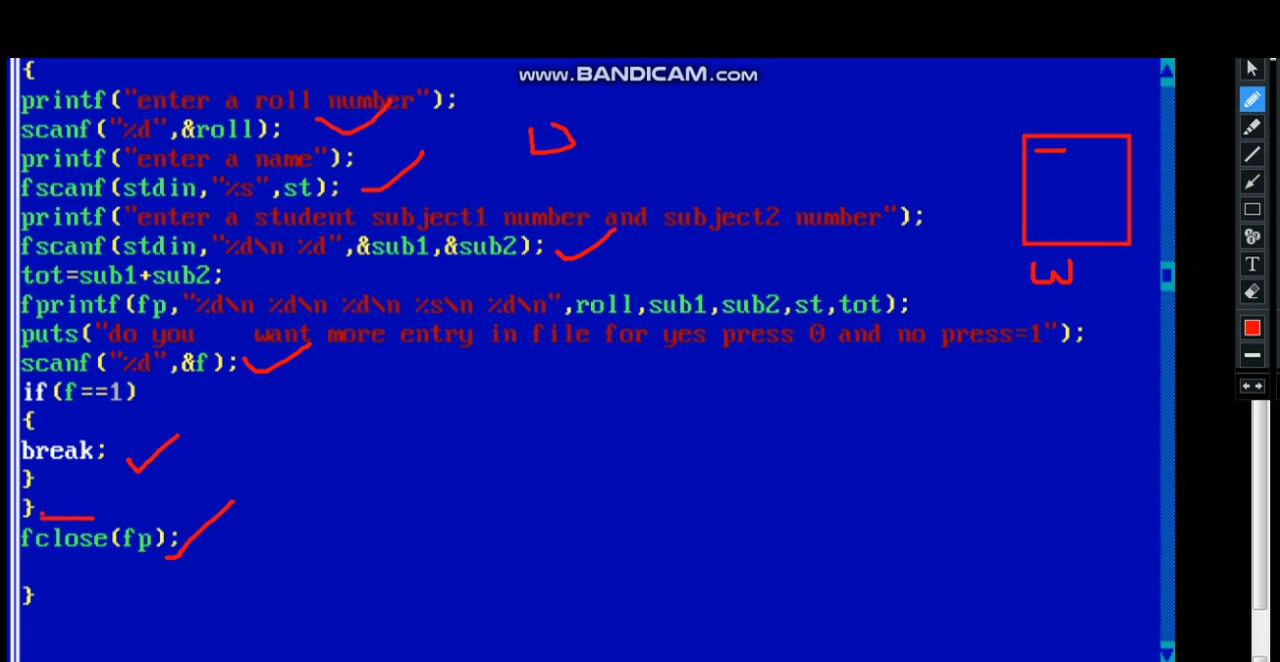 www.BANDICAM.com
{
printf("enter a roll number");
scanf("%d",&roll);
printf("enter a name");
fscanf(stdin,"%s",st);
printf("enter a student subject1 number and subject2 number");
fscanf(stdin,"%d\n %d",&sub1,&sub2);
tot=sub1+sub2;
fprintf(fp,"%d\n %d\n %d\n %s\n %d\n",roll,sub1,sub2,st,tot);
puts("do you    want more entry in file for yes press 0 and no press=1");
scanf("%d",&f);
if(f==1)
{
break;
}
}
fclose(fp);
}
T